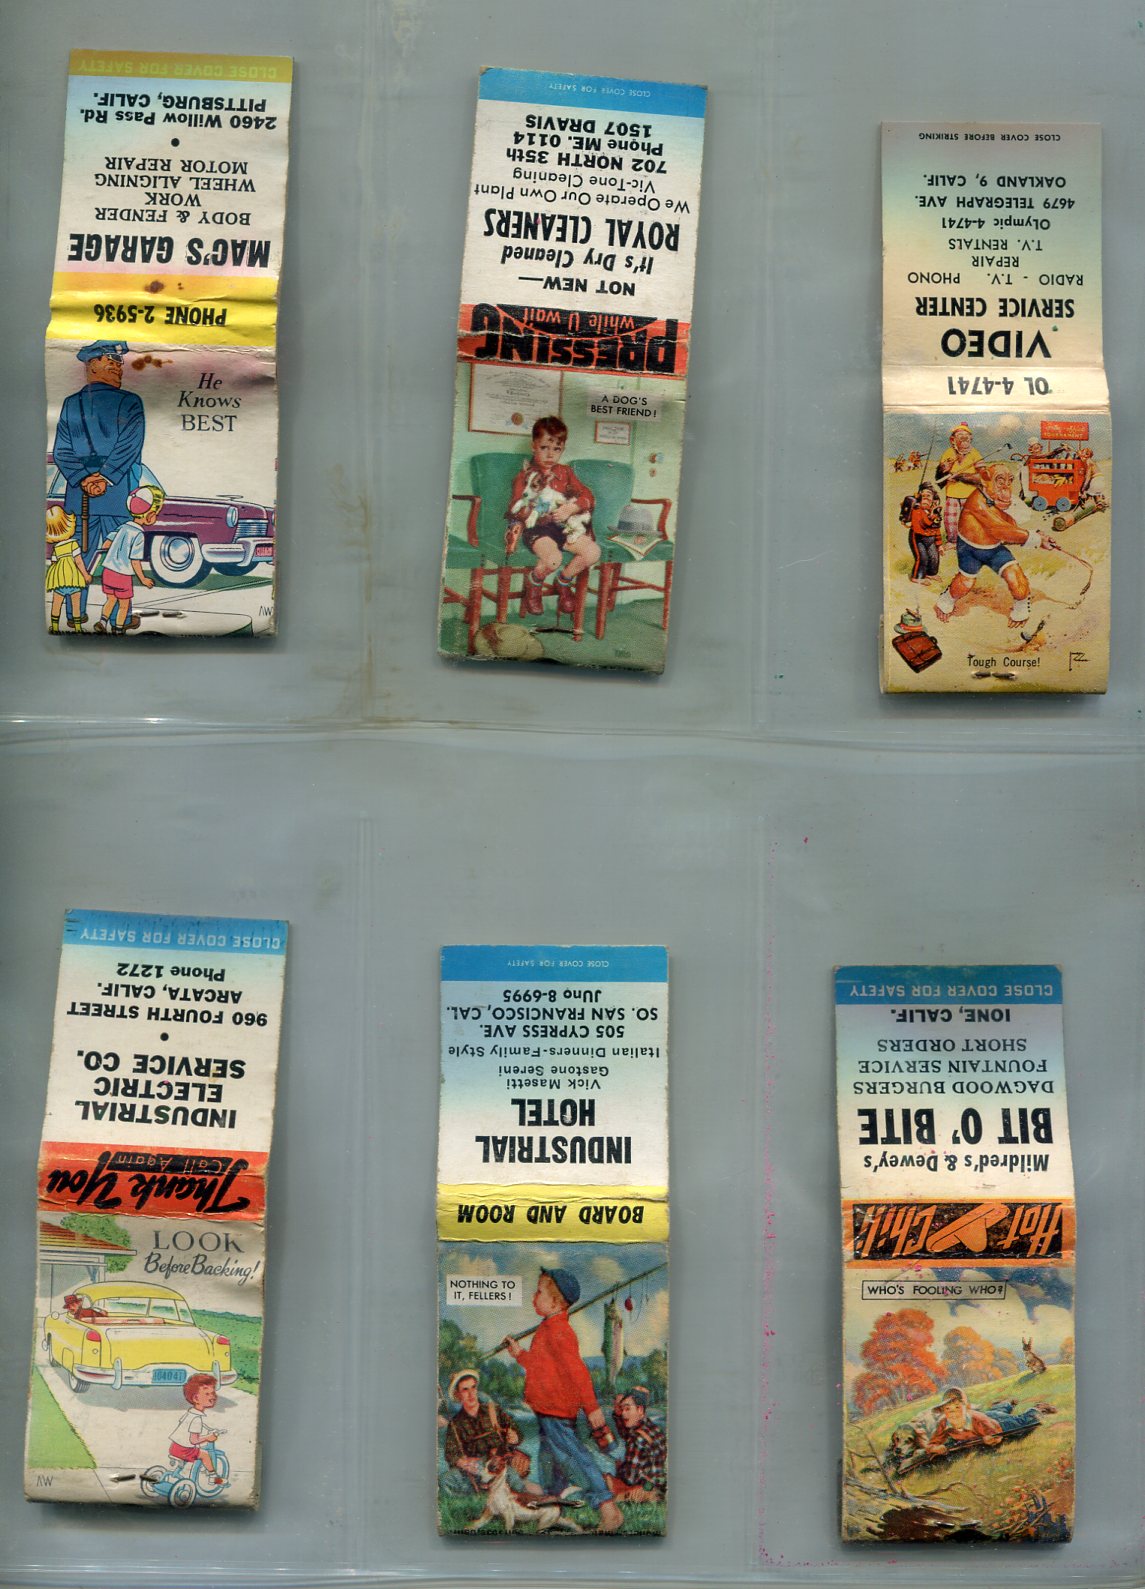 CLOSE COVER FOR SAFETY
2460 Willow Pass Rd.
PITTSBURG, CALIF.
•
MAC'S GARAGE
BODY & FENDER
WORK
WHEEL ALIGNING
MOTOR REPAIR
PHONE 2-5936
He
Knows
BEST
CLOSE COVER FOR SAFETY
NOT NEW—
It's Dry Cleaned
ROYAL CLEANERS
We Operate Our Own Plant
Vic-Tone Cleaning
702 NORTH 35th
Phone ME. 0114
1507 DRAVIS
PRESSING
While U Wait
A DOG'S
BEST FRIEND!
CLOSE COVER BEFORE STRIKING
VIDEO
SERVICE CENTER
RADIO - T.V. - PHONO
REPAIR
T.V. RENTALS
OLympic 4-4741
4679 TELEGRAPH AVE.
OAKLAND 9, CALIF.
OL 4-4741
TOURNAMENT
Tough Course!
CLOSE COVER FOR SAFETY
INDUSTRIAL
ELECTRIC
SERVICE CO.
•
960 FOURTH STREET
ARCATA, CALIF.
Phone 1272
Thank You
Call Again
LOOK
Before Backing!
CLOSE COVER FOR SAFETY
INDUSTRIAL
HOTEL
Vick Masetti
Gastone Sereni
Italian Dinners-Family Style
505 CYPRESS AVE.
SO. SAN FRANCISCO, CAL.
JUno 8-6995
BOARD AND ROOM
NOTHING TO
IT, FELLERS!
CLOSE COVER FOR SAFETY
Mildred's & Dewey's
BIT O' BITE
DAGWOOD BURGERS
FOUNTAIN SERVICE
SHORT ORDERS
IONE, CALIF.
Hot Chili
WHO'S FOOLING WHO?